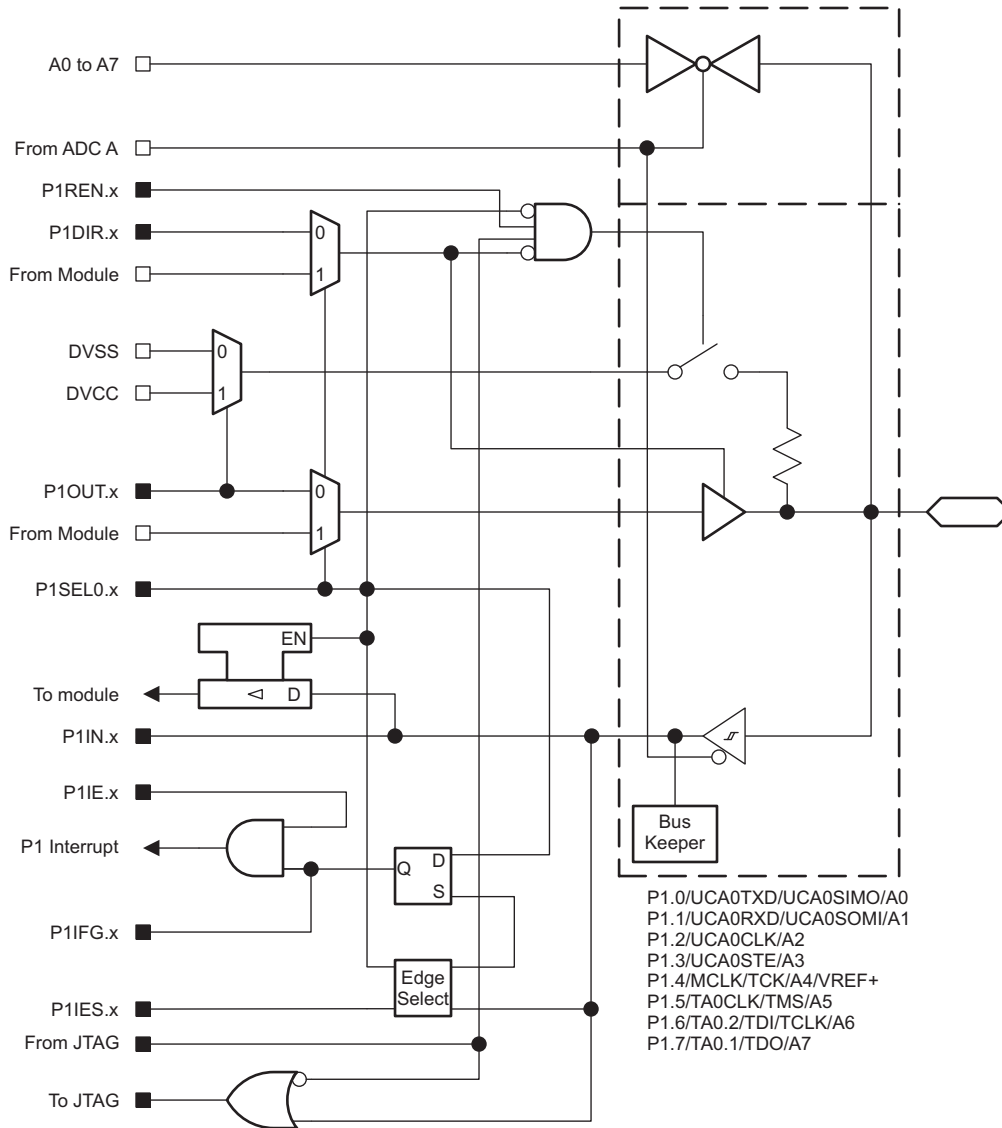 A0 to A7
From ADC A
P1REN.x
P1DIR.x
0
From Module
1
DVSS
0
DVCC
1
P1OUT.x
0
From Module
1
P1SEL0.x
EN
To module
D
P1IN.x
P1IE.x
Bus
Keeper
P1 Interrupt
Q
D
S
P1IFG.x
Edge
Select
P1IES.x
From JTAG
To JTAG
P1.0/UCA0TXD/UCA0SIMO/A0
P1.1/UCA0RXD/UCA0SOMI/A1
P1.2/UCA0CLK/A2
P1.3/UCA0STE/A3
P1.4/MCLK/TCK/A4/VREF+
P1.5/TA0CLK/TMS/A5
P1.6/TA0.2/TDI/TCLK/A6
P1.7/TA0.1/TDO/A7